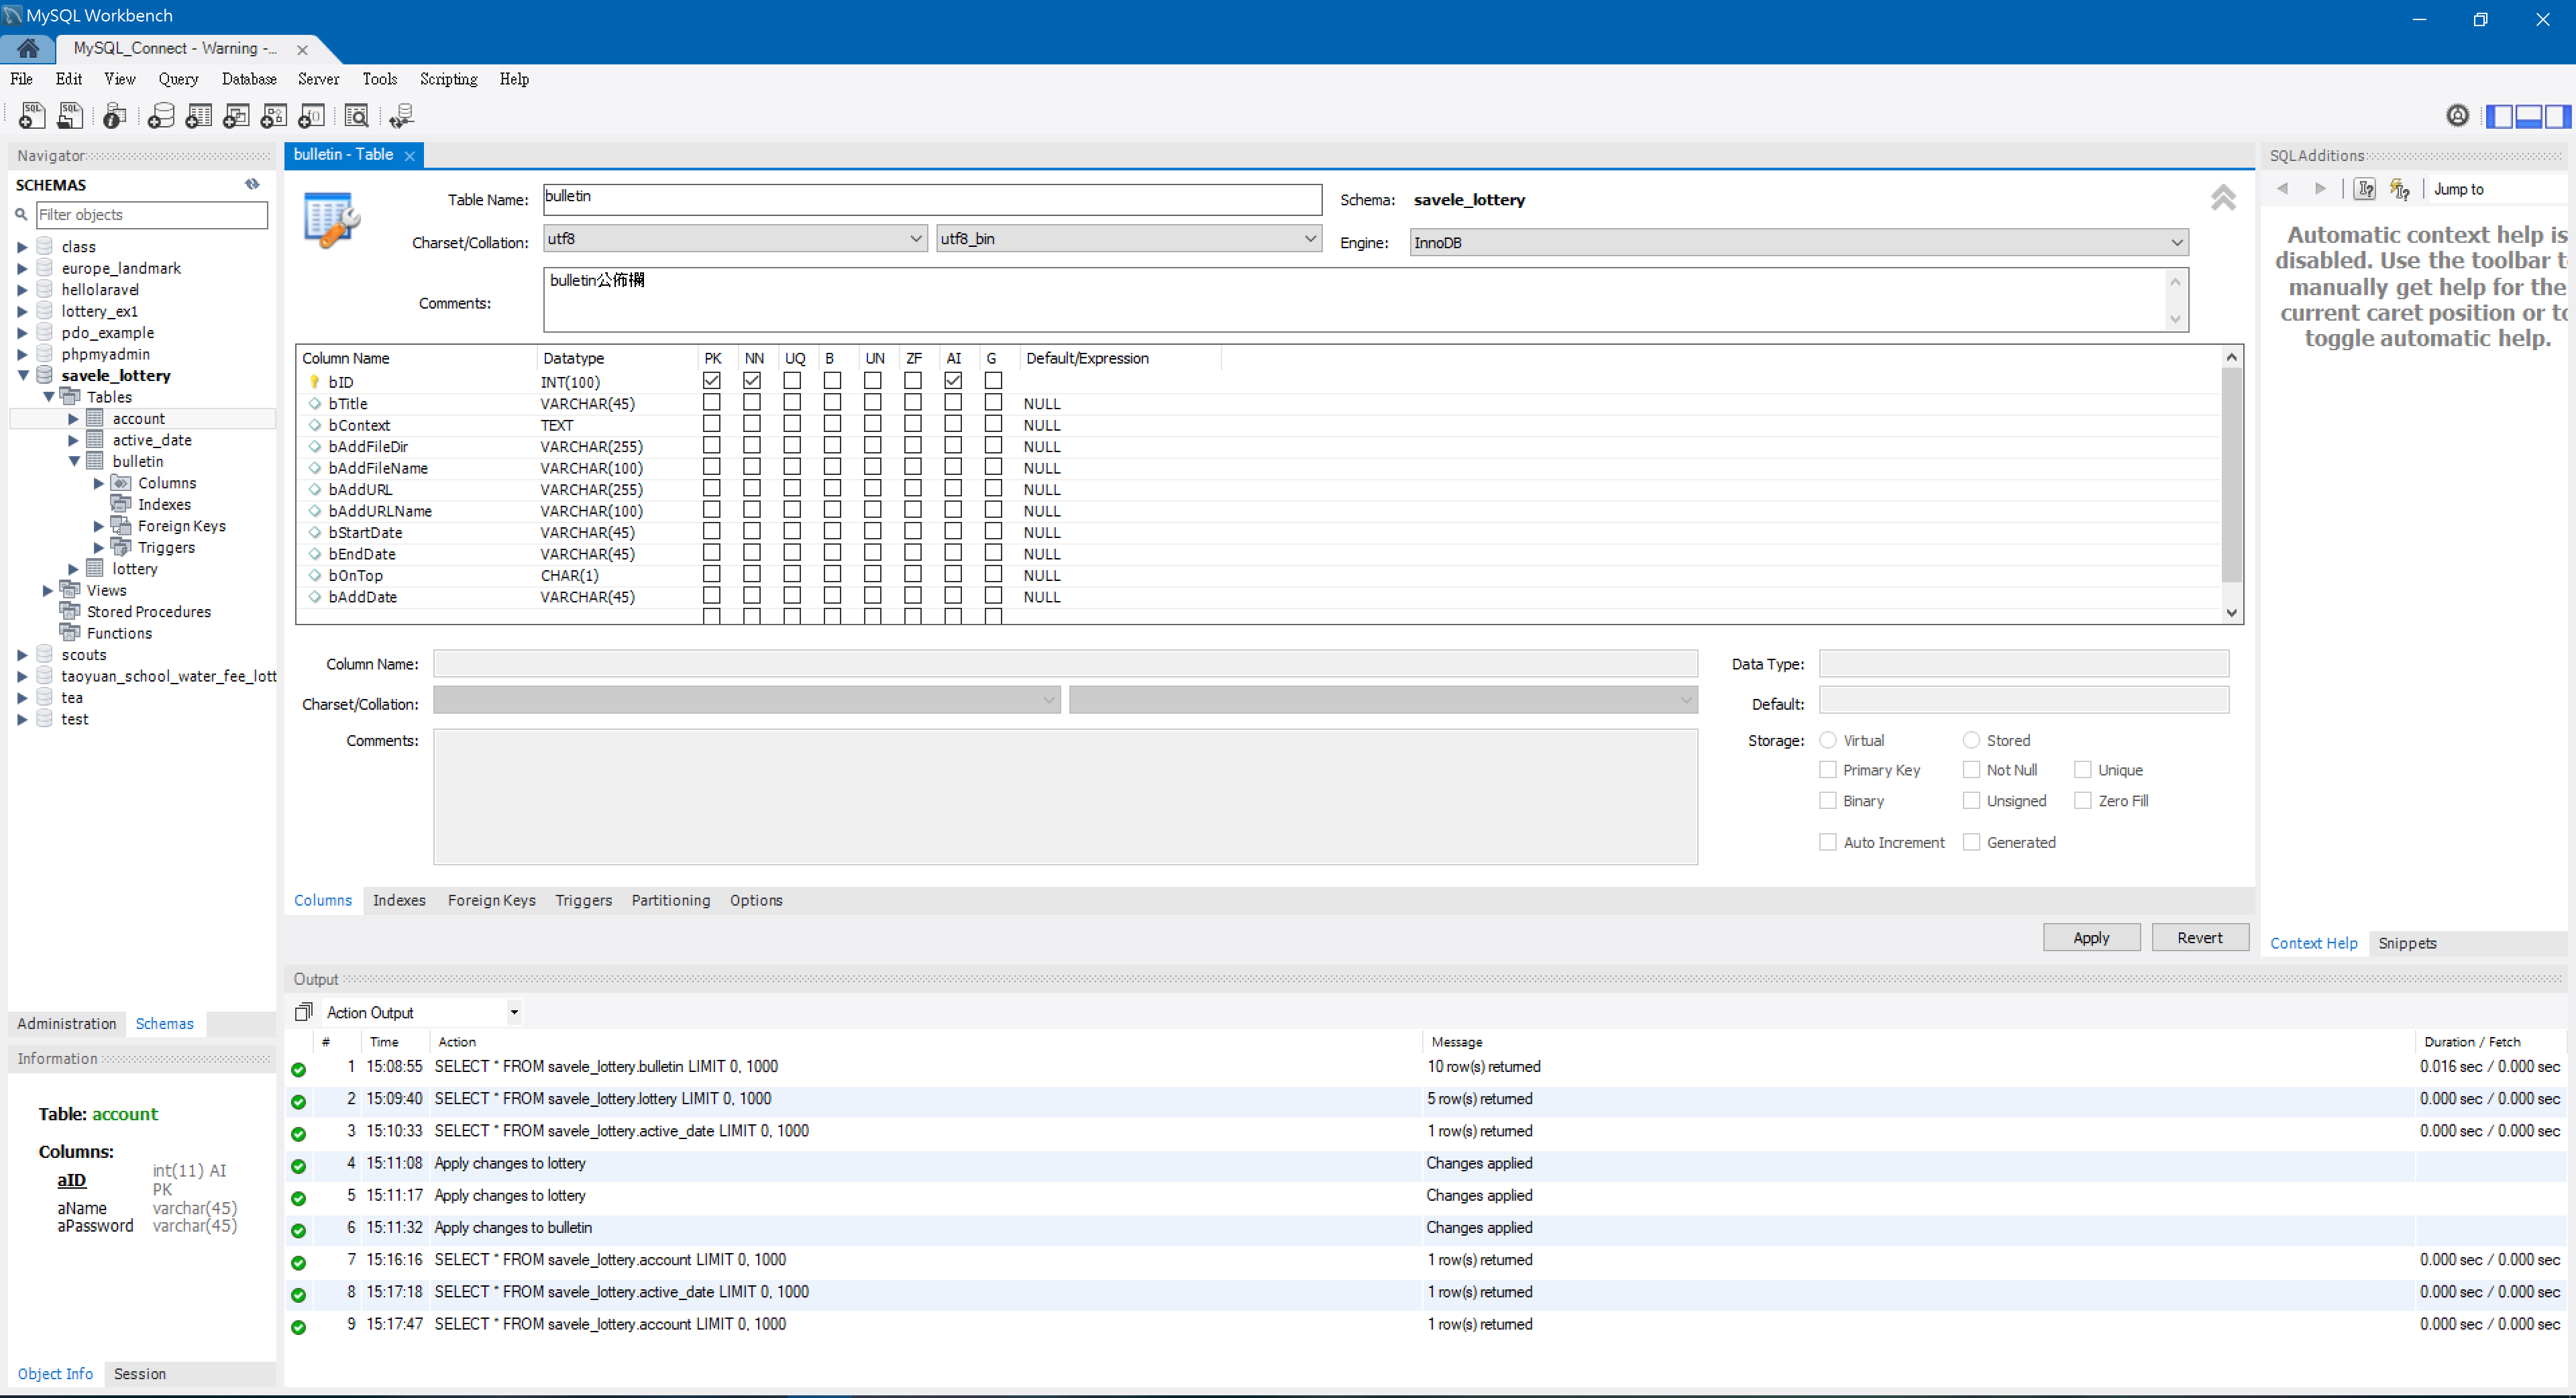 MySQL Workbench
MySQL_Connect - Warning -...
File Edit View Query Database Server Tools Scripting Help
Navigator
SCHEMAS
Filter objects
class
europe_landmark
hellolaravel
lottery_ex1
pdo_example
phpmyadmin
savele_lottery
Tables
account
active_date
bulletin
Columns
Indexes
Foreign Keys
Triggers
lottery
Views
Stored Procedures
Functions
scouts
taoyuan_school_water_fee_lott
tea
test
Administration Schemas
Information
Table: account
Columns:
aID int(11) AI PK
aName varchar(45)
aPassword varchar(45)
Object Info Session
bulletin - Table
Table Name: bulletin Schema: savele_lottery
Charset/Collation: utf8 utf8_bin Engine: InnoDB
Comments: bulletin公佈欄
Column Name Datatype PK NN UQ B UN ZF AI G Default/Expression
bID INT(100)
bTitle VARCHAR(45) NULL
bContext TEXT NULL
bAddFileDir VARCHAR(255) NULL
bAddFileName VARCHAR(100) NULL
bAddURL VARCHAR(255) NULL
bAddURLName VARCHAR(100) NULL
bStartDate VARCHAR(45) NULL
bEndDate VARCHAR(45) NULL
bOnTop CHAR(1) NULL
bAddDate VARCHAR(45) NULL
Column Name: Data Type:
Charset/Collation: Default:
Comments: Storage: Virtual Stored
Primary Key Not Null Unique
Binary Unsigned Zero Fill
Auto Increment Generated
Columns Indexes Foreign Keys Triggers Partitioning Options
Apply Revert
SQL Additions
Jump to
Automatic context help is
disabled. Use the toolbar t
manually get help for the
current caret position or to
toggle automatic help.
Context Help Snippets
Output
Action Output
# Time Action Message Duration / Fetch
1 15:08:55 SELECT * FROM savele_lottery.bulletin LIMIT 0, 1000 10 row(s) returned 0.016 sec / 0.000 sec
2 15:09:40 SELECT * FROM savele_lottery.lottery LIMIT 0, 1000 5 row(s) returned 0.000 sec / 0.000 sec
3 15:10:33 SELECT * FROM savele_lottery.active_date LIMIT 0, 1000 1 row(s) returned 0.000 sec / 0.000 sec
4 15:11:08 Apply changes to lottery Changes applied
5 15:11:17 Apply changes to lottery Changes applied
6 15:11:32 Apply changes to bulletin Changes applied
7 15:16:16 SELECT * FROM savele_lottery.account LIMIT 0, 1000 1 row(s) returned 0.000 sec / 0.000 sec
8 15:17:18 SELECT * FROM savele_lottery.active_date LIMIT 0, 1000 1 row(s) returned 0.000 sec / 0.000 sec
9 15:17:47 SELECT * FROM savele_lottery.account LIMIT 0, 1000 1 row(s) returned 0.000 sec / 0.000 sec